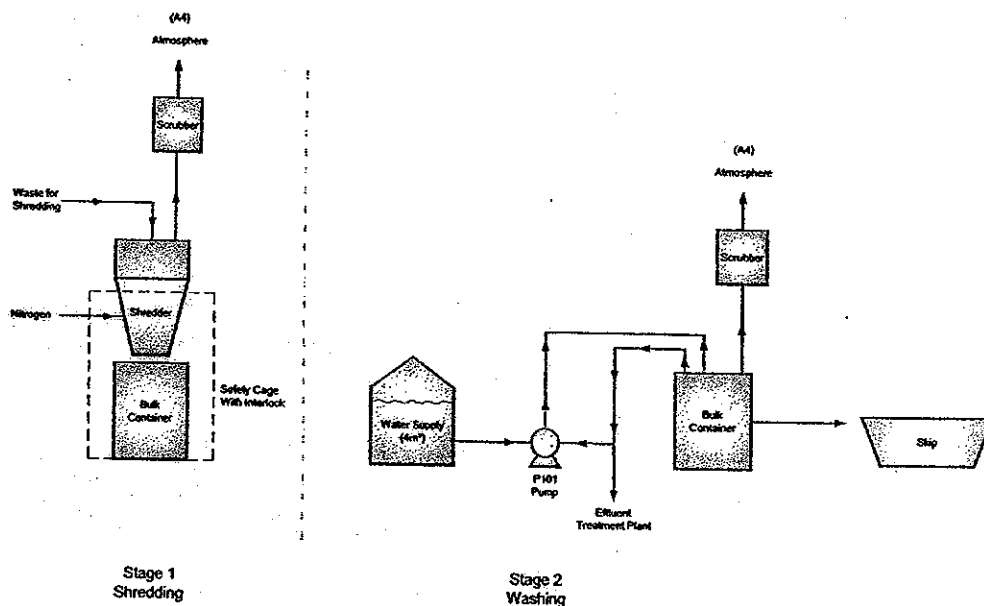 (A4)
Atmosphere
Scrubber
Waste for
Shredding
Nitrogen
Shredder
Safety Cage
With Interlock
Bulk
Container
Stage 1
Shredding
(A4)
Atmosphere
Scrubber
Water Supply
(4m³)
P101
Pump
Effluent
Treatment Plant
Bulk
Container
Skip
Stage 2
Washing